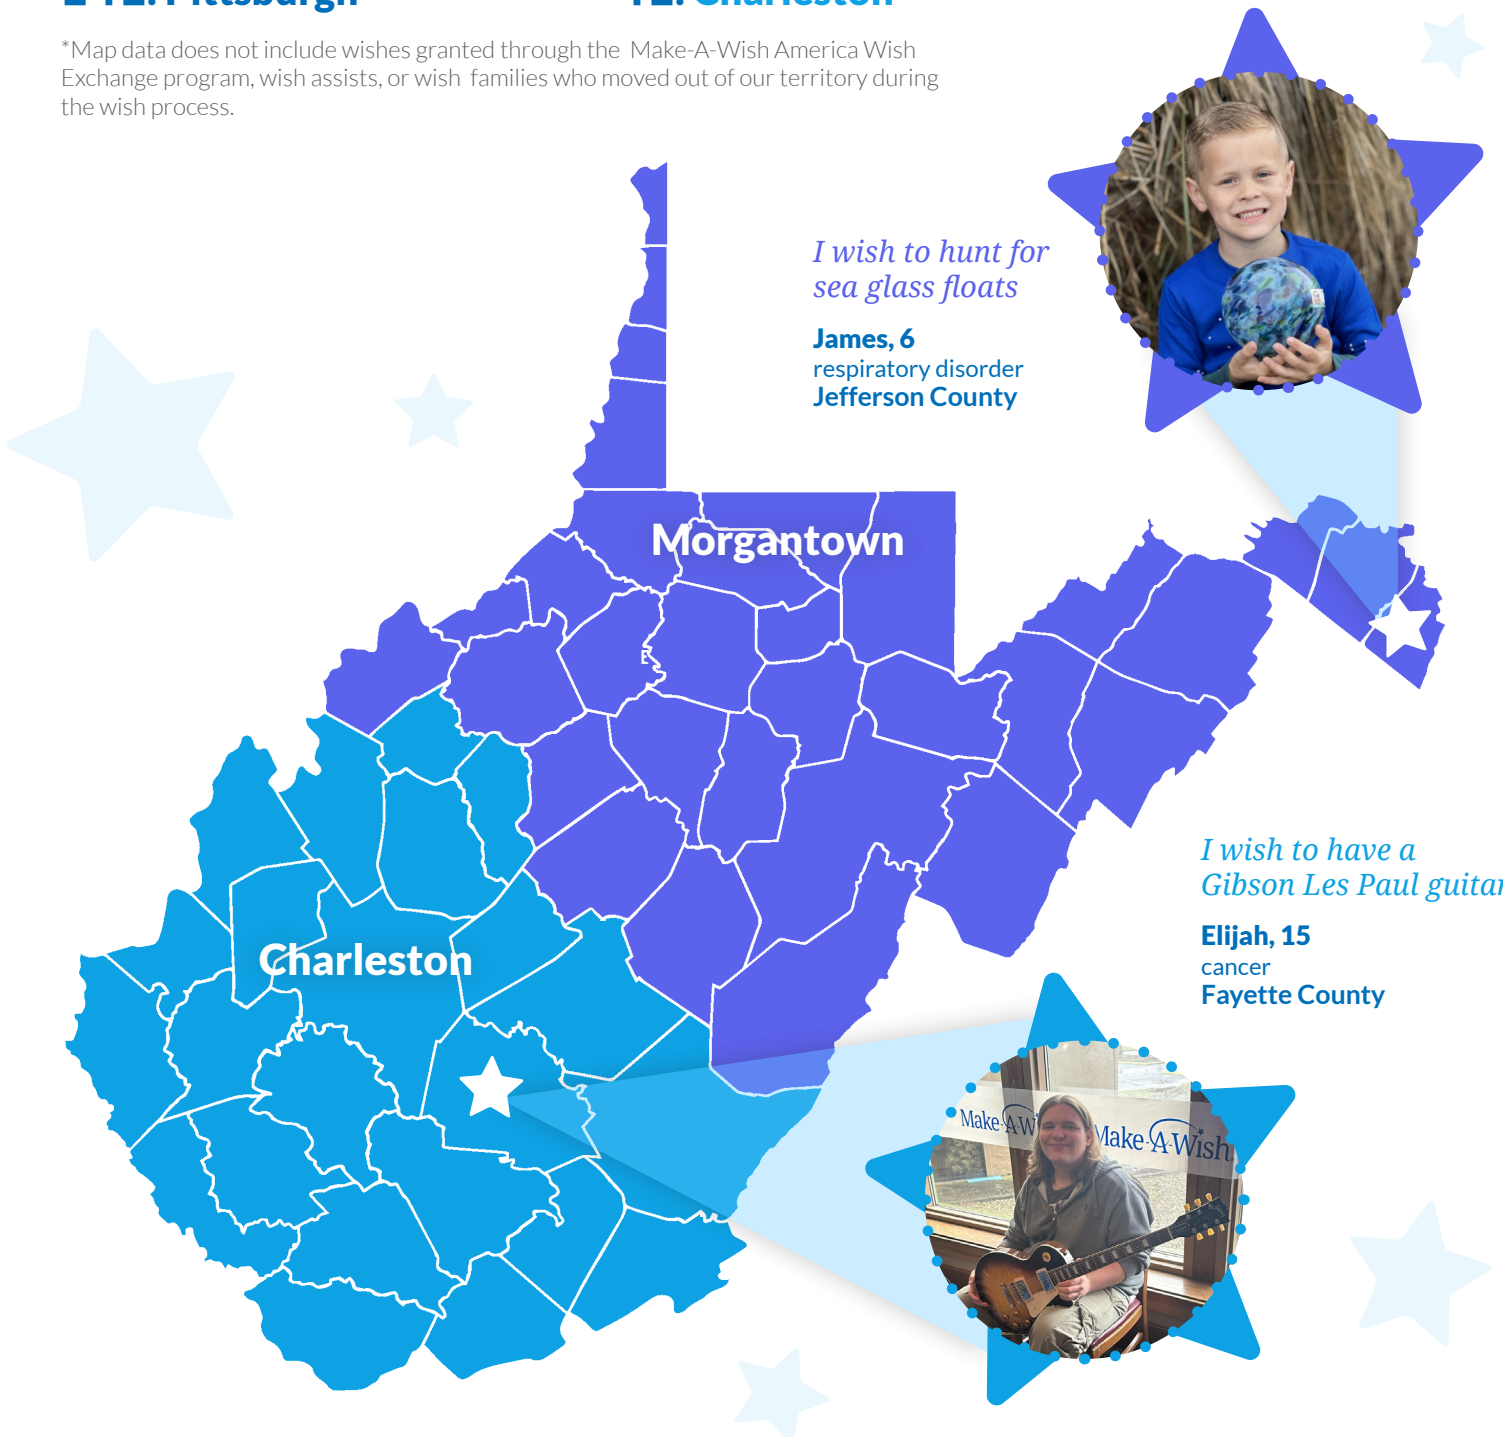 Pittsburgh
Charleston
*Map data does not include wishes granted through the Make-A-Wish America Wish
Exchange program, wish assists, or wish families who moved out of our territory during
the wish process.
I wish to hunt for
sea glass floats
James, 6
respiratory disorder
Jefferson County
Morgantown
E
Charleston
I wish to have a
Gibson Les Paul guitar
Elijah, 15
cancer
Fayette County
Make-A-W
Make-A-Wish